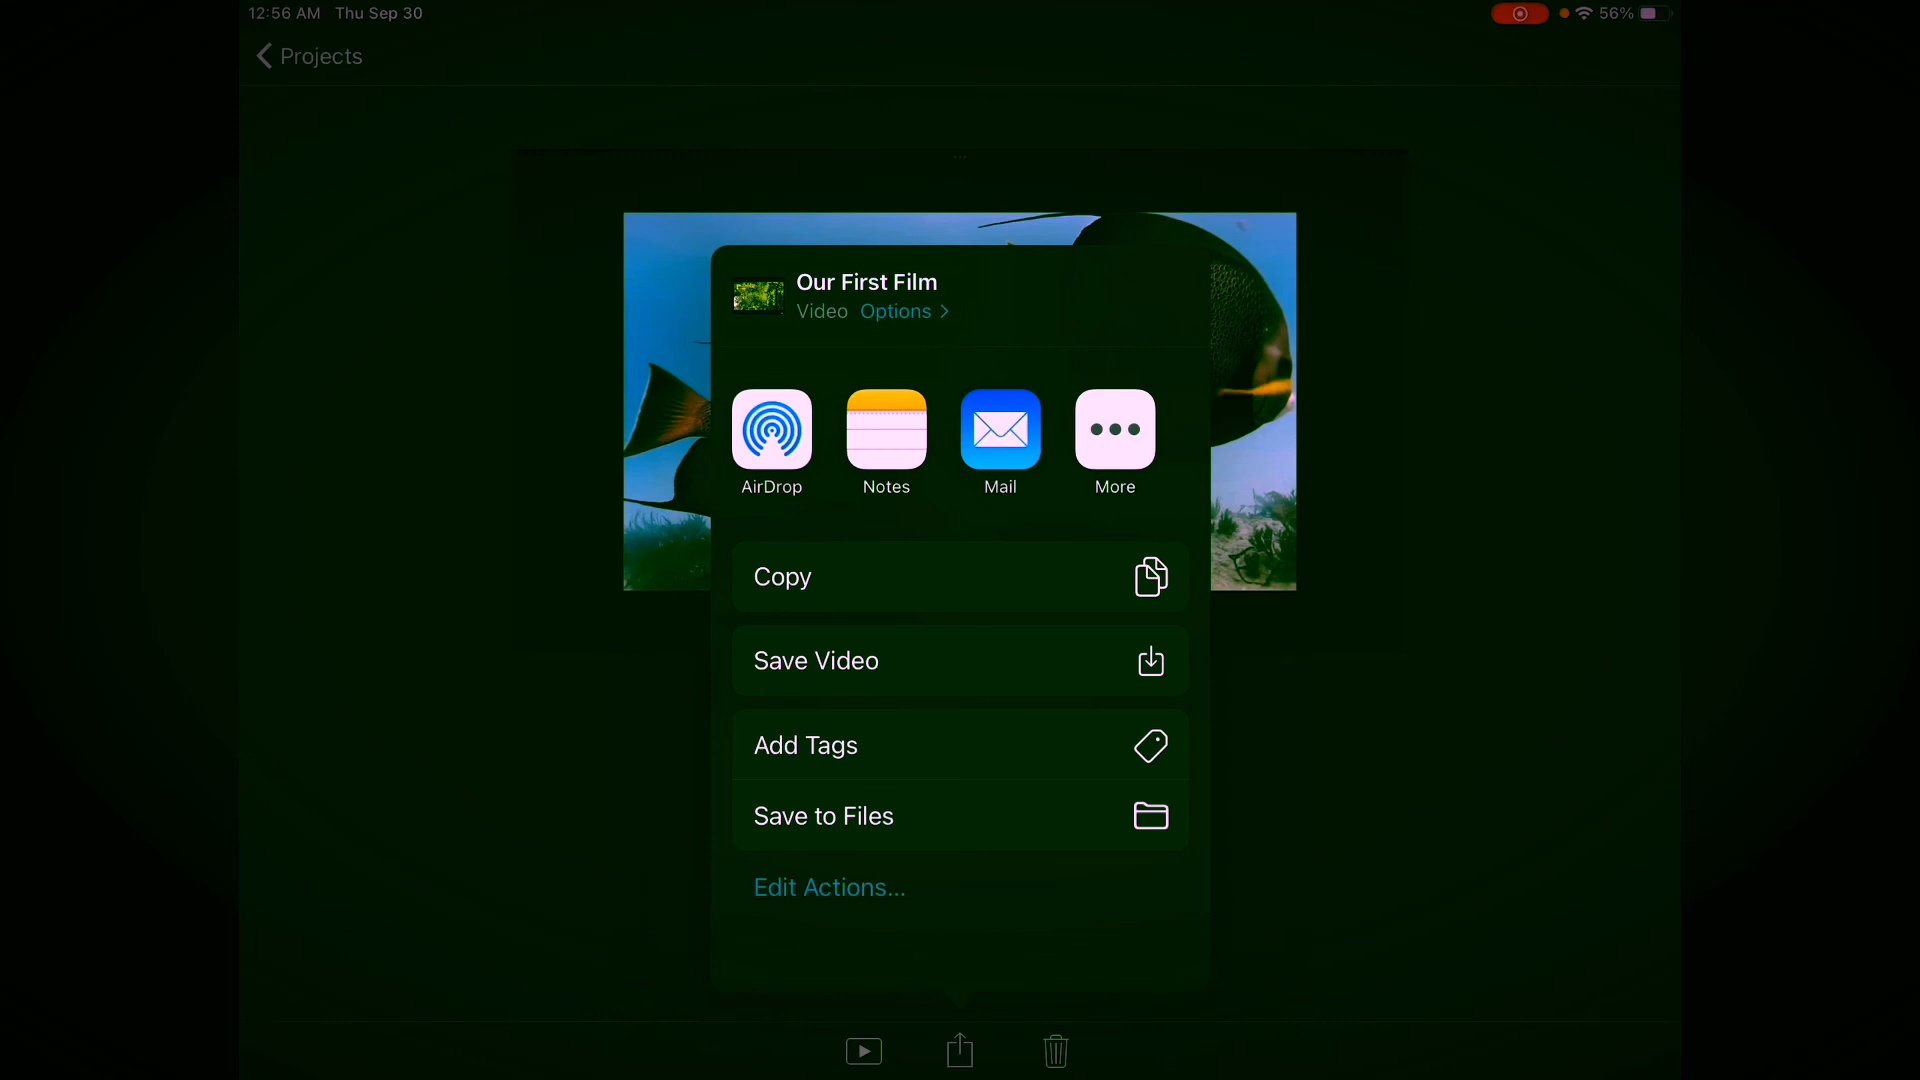 12:56 AM Thu Sep 30
56%
Projects
Our First Film
Video Options
AirDrop
Notes
Mail
More
Copy
Save Video
Add Tags
Save to Files
Edit Actions...